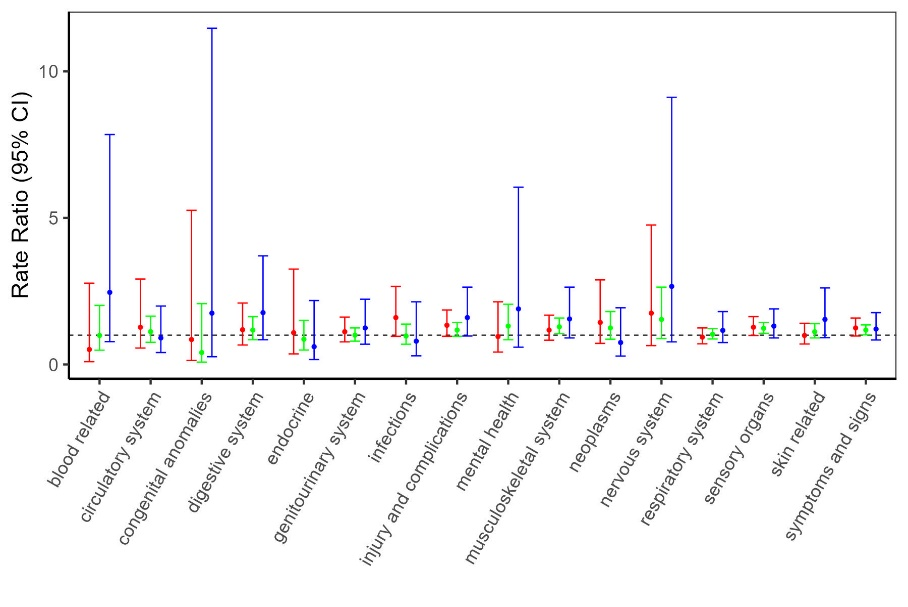 Rate Ratio (95% CI)
10
5
0
blood related
circulatory system
congenital anomalies
digestive system
endocrine
genitourinary system
infections
injury and complications
mental health
musculoskeletal system
neoplasms
nervous system
respiratory system
sensory organs
skin related
symptoms and signs